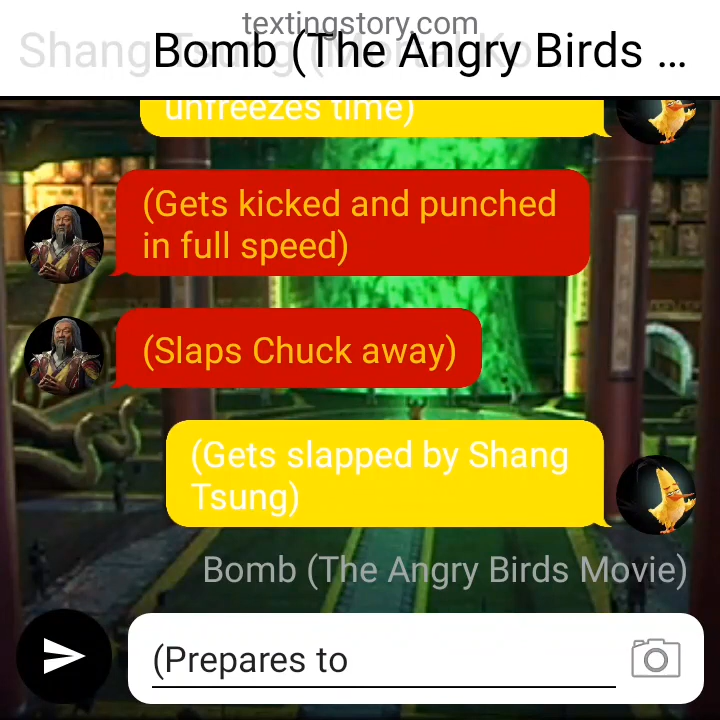 textingstory.com
Bomb (The Angry Birds ...
unfreezes time)
(Gets kicked and punched
in full speed)
(Slaps Chuck away)
(Gets slapped by Shang
Tsung)
Bomb (The Angry Birds Movie)
(Prepares to